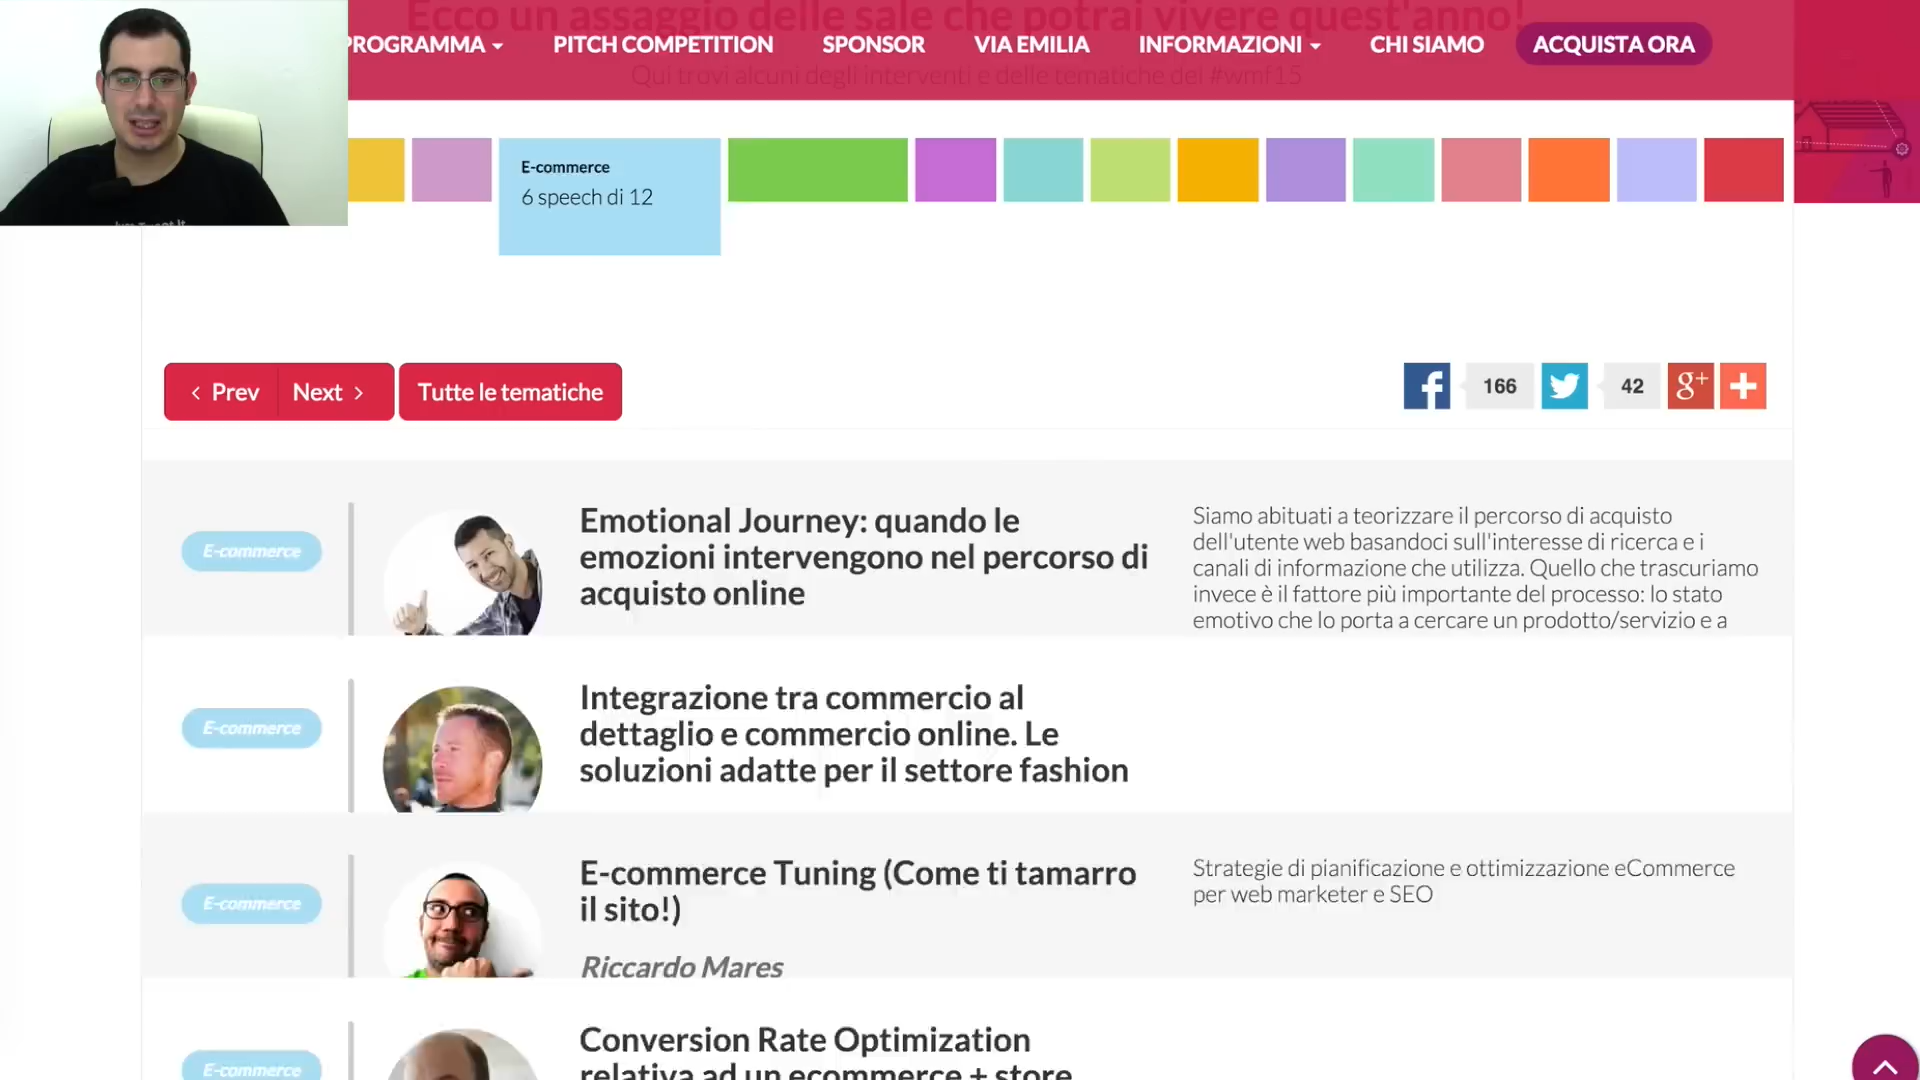 Ecco un assaggio delle sale che potrai vivere quest'anno!
PROGRAMMA
PITCH COMPETITION
SPONSOR
VIA EMILIA
INFORMAZIONI
CHI SIAMO
ACQUISTA ORA
Qui trovi alcuni degli interventi e delle tematiche del #wmf15
E-commerce
6 speech di 12
Prev
Next
Tutte le tematiche
166
42
g+
E-commerce
Emotional Journey: quando le
emozioni intervengono nel percorso di
acquisto online
Siamo abituati a teorizzare il percorso di acquisto
dell'utente web basandoci sull'interesse di ricerca e i
canali di informazione che utilizza. Quello che trascuriamo
invece è il fattore più importante del processo: lo stato
emotivo che lo porta a cercare un prodotto/servizio e a
E-commerce
Integrazione tra commercio al
dettaglio e commercio online. Le
soluzioni adatte per il settore fashion
E-commerce
E-commerce Tuning (Come ti tamarro
il sito!)
Riccardo Mares
Strategie di pianificazione e ottimizzazione eCommerce
per web marketer e SEO
E-commerce
Conversion Rate Optimization
relativa ad un ecommerce + store